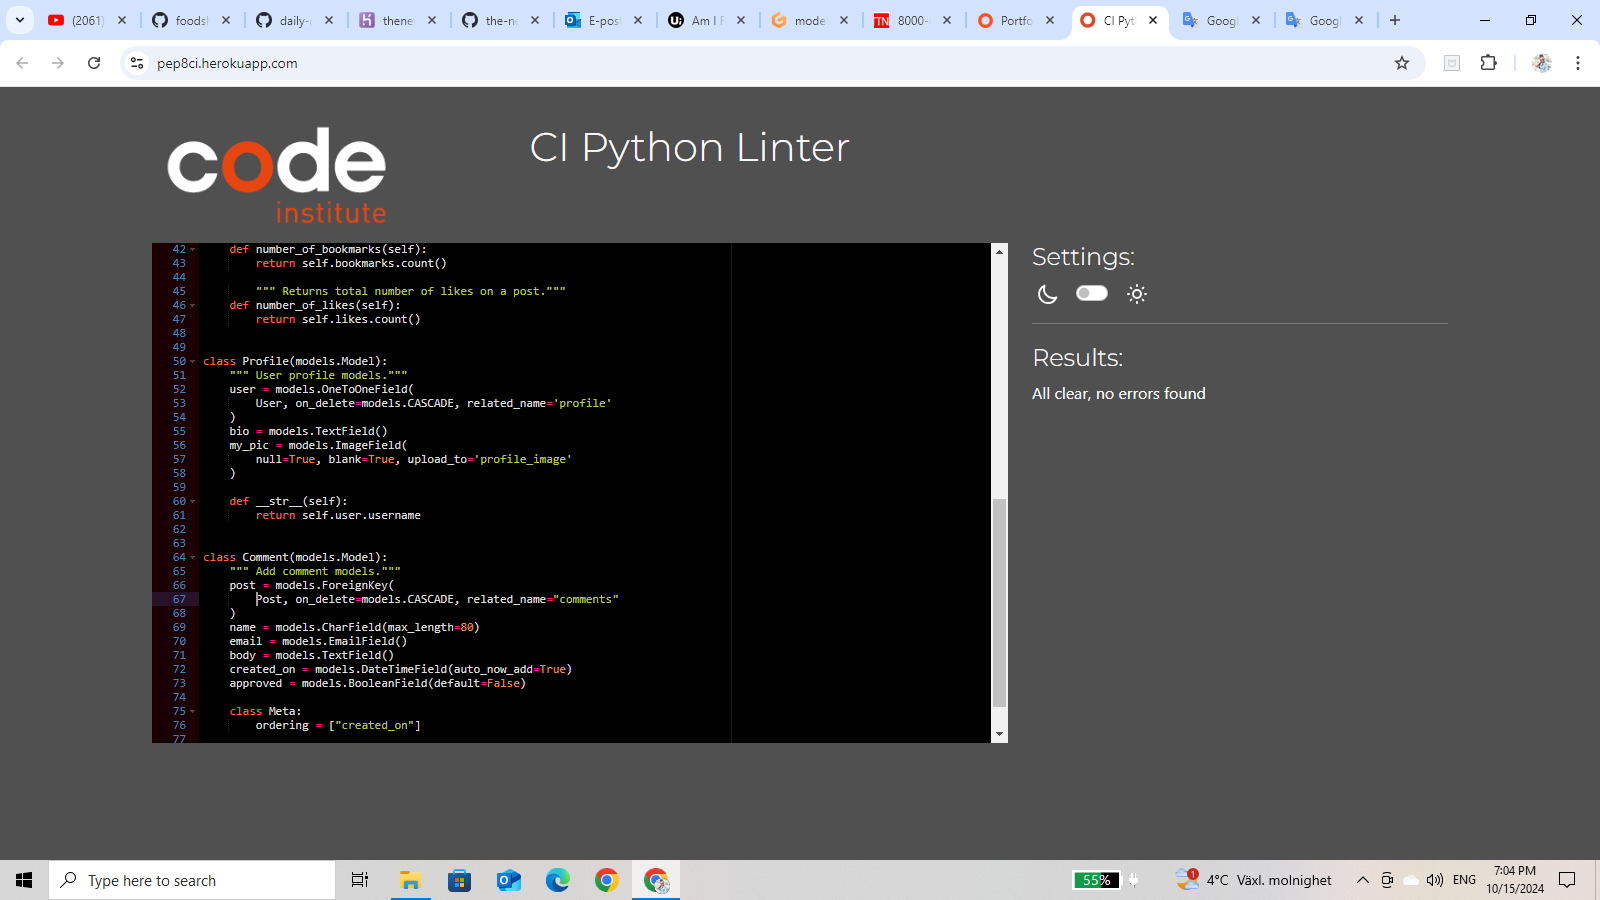 (2061)
foodsl
daily-
thene
the-ne
E-pos
Am I F
mode
8000-
Portfo
CI Pyt
Googl
Googl
pep8ci.herokuapp.com
code
institute
CI Python Linter
42 def number_of_bookmarks(self):
43 return self.bookmarks.count()
44
45 """ Returns total number of likes on a post."""
46 def number_of_likes(self):
47 return self.likes.count()
48
49
50 class Profile(models.Model):
51 """ User profile models."""
52 user = models.OneToOneField(
53 User, on_delete=models.CASCADE, related_name='profile'
54 )
55 bio = models.TextField()
56 my_pic = models.ImageField(
57 null=True, blank=True, upload_to='profile_image'
58 )
59
60 def __str__(self):
61 return self.user.username
62
63
64 class Comment(models.Model):
65 """ Add comment models."""
66 post = models.ForeignKey(
67 Post, on_delete=models.CASCADE, related_name="comments"
68 )
69 name = models.CharField(max_length=80)
70 email = models.EmailField()
71 body = models.TextField()
72 created_on = models.DateTimeField(auto_now_add=True)
73 approved = models.BooleanField(default=False)
74
75 class Meta:
76 ordering = ["created_on"]
77
Settings:
Results:
All clear, no errors found
Type here to search
55%
1
4°C Växl. molnighet
ENG
7:04 PM
10/15/2024